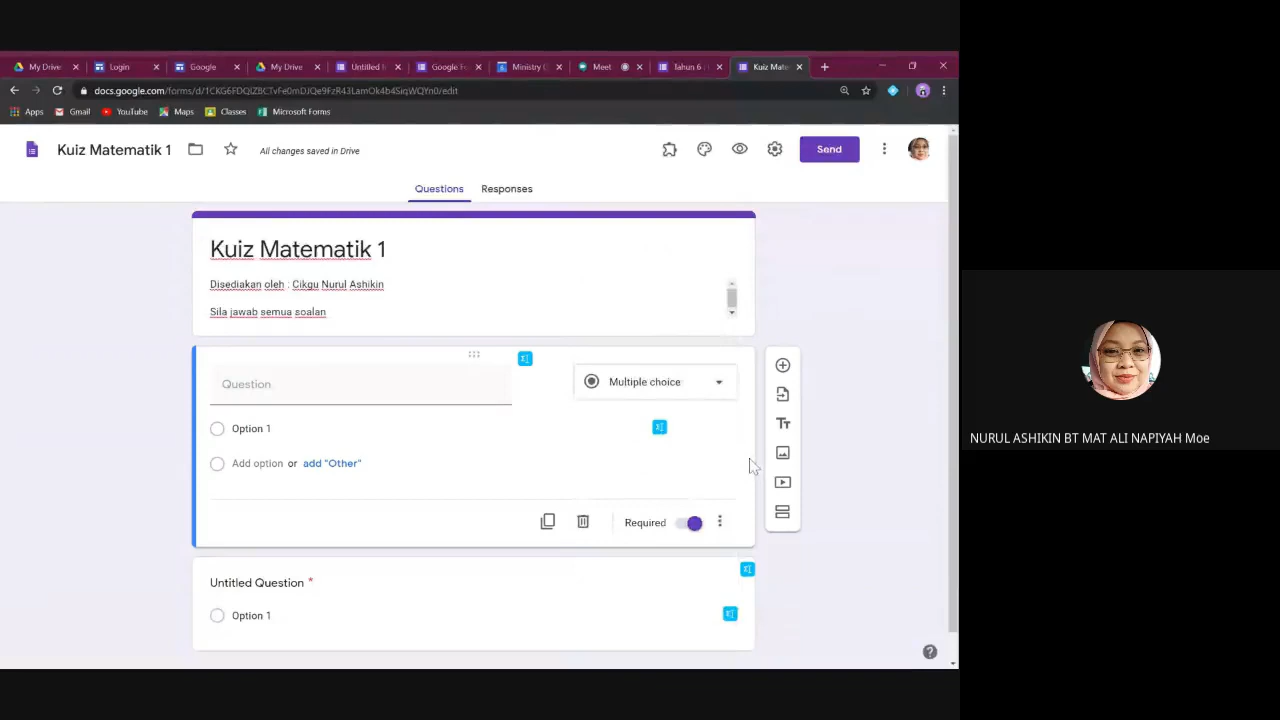 My Drive
Login
Google
My Drive
Untitled
Google Fo
Ministry
Meet
Tahun 6
Kuiz Mate
docs.google.com/forms/d/
/edit
Apps
Gmail
YouTube
Maps
Classes
Microsoft Forms
Kuiz Matematik 1
All changes saved in Drive
Send
Questions
Responses
Kuiz Matematik 1
Disediakan oleh : Cikgu Nurul Ashikin
Sila jawab semua soalan
Question
Multiple choice
Option 1
Add option or add "Other"
Required
Untitled Question *
Option 1
NURUL ASHIKIN BT MAT ALI NAPIYAH Moe